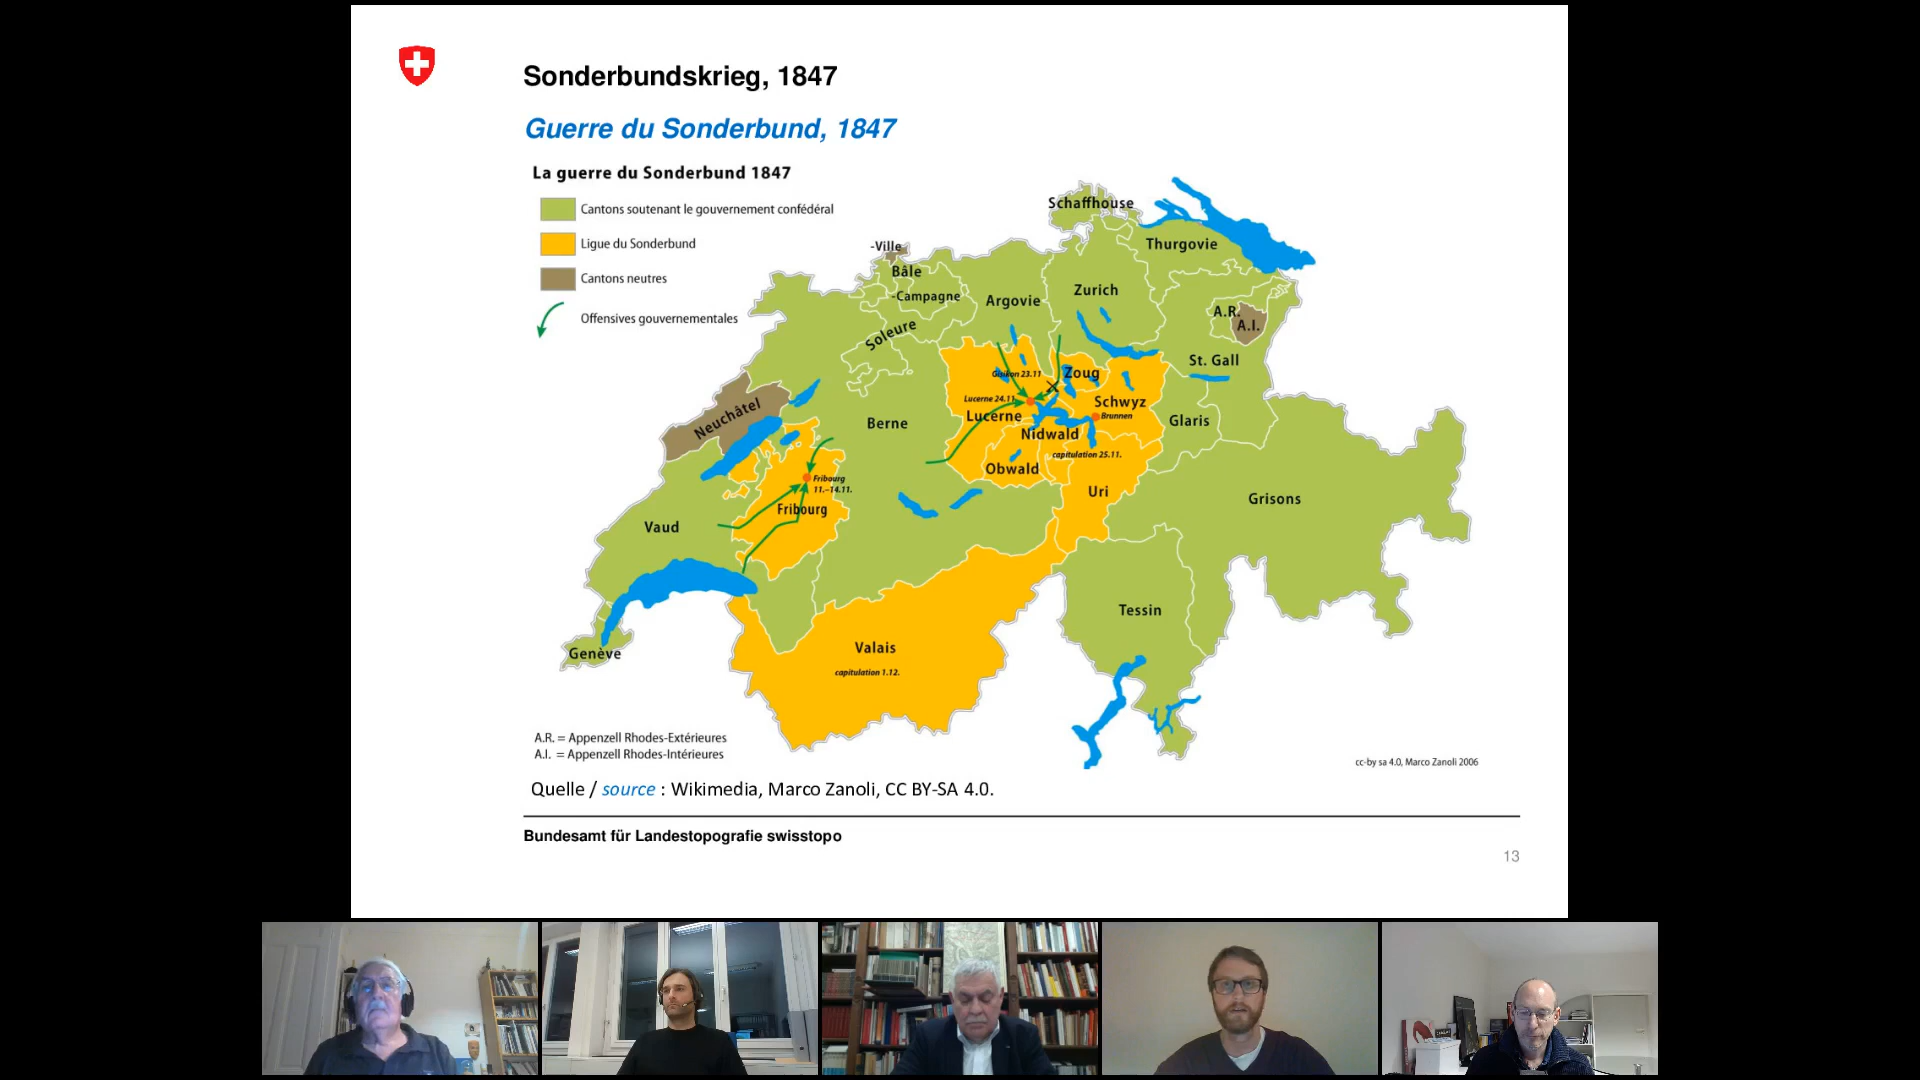 Sonderbundskrieg, 1847
Guerre du Sonderbund, 1847
La guerre du Sonderbund 1847
Cantons soutenant le gouvernement confédéral
Ligue du Sonderbund
Cantons neutres
Offensives gouvernementales
Schaffhouse
Thurgovie
-Ville
Bâle
-Campagne
Argovie
Zurich
A.R.
A.I.
Soleure
St. Gall
Gisikon 23.11
Zoug
Lucerne 24.11.
Schwyz
Lucerne
Brunnen
Neuchâtel
Berne
Glaris
Nidwald
capitulation 25.11.
Obwald
Fribourg
11.–14.11.
Uri
Grisons
Fribourg
Vaud
Tessin
Valais
Genève
capitulation 1.12.
A.R. = Appenzell Rhodes-Extérieures
A.I. = Appenzell Rhodes-Intérieures
cc-by sa 4.0, Marco Zanoli 2006
Quelle / source : Wikimedia, Marco Zanoli, CC BY-SA 4.0.
Bundesamt für Landestopografie swisstopo
13